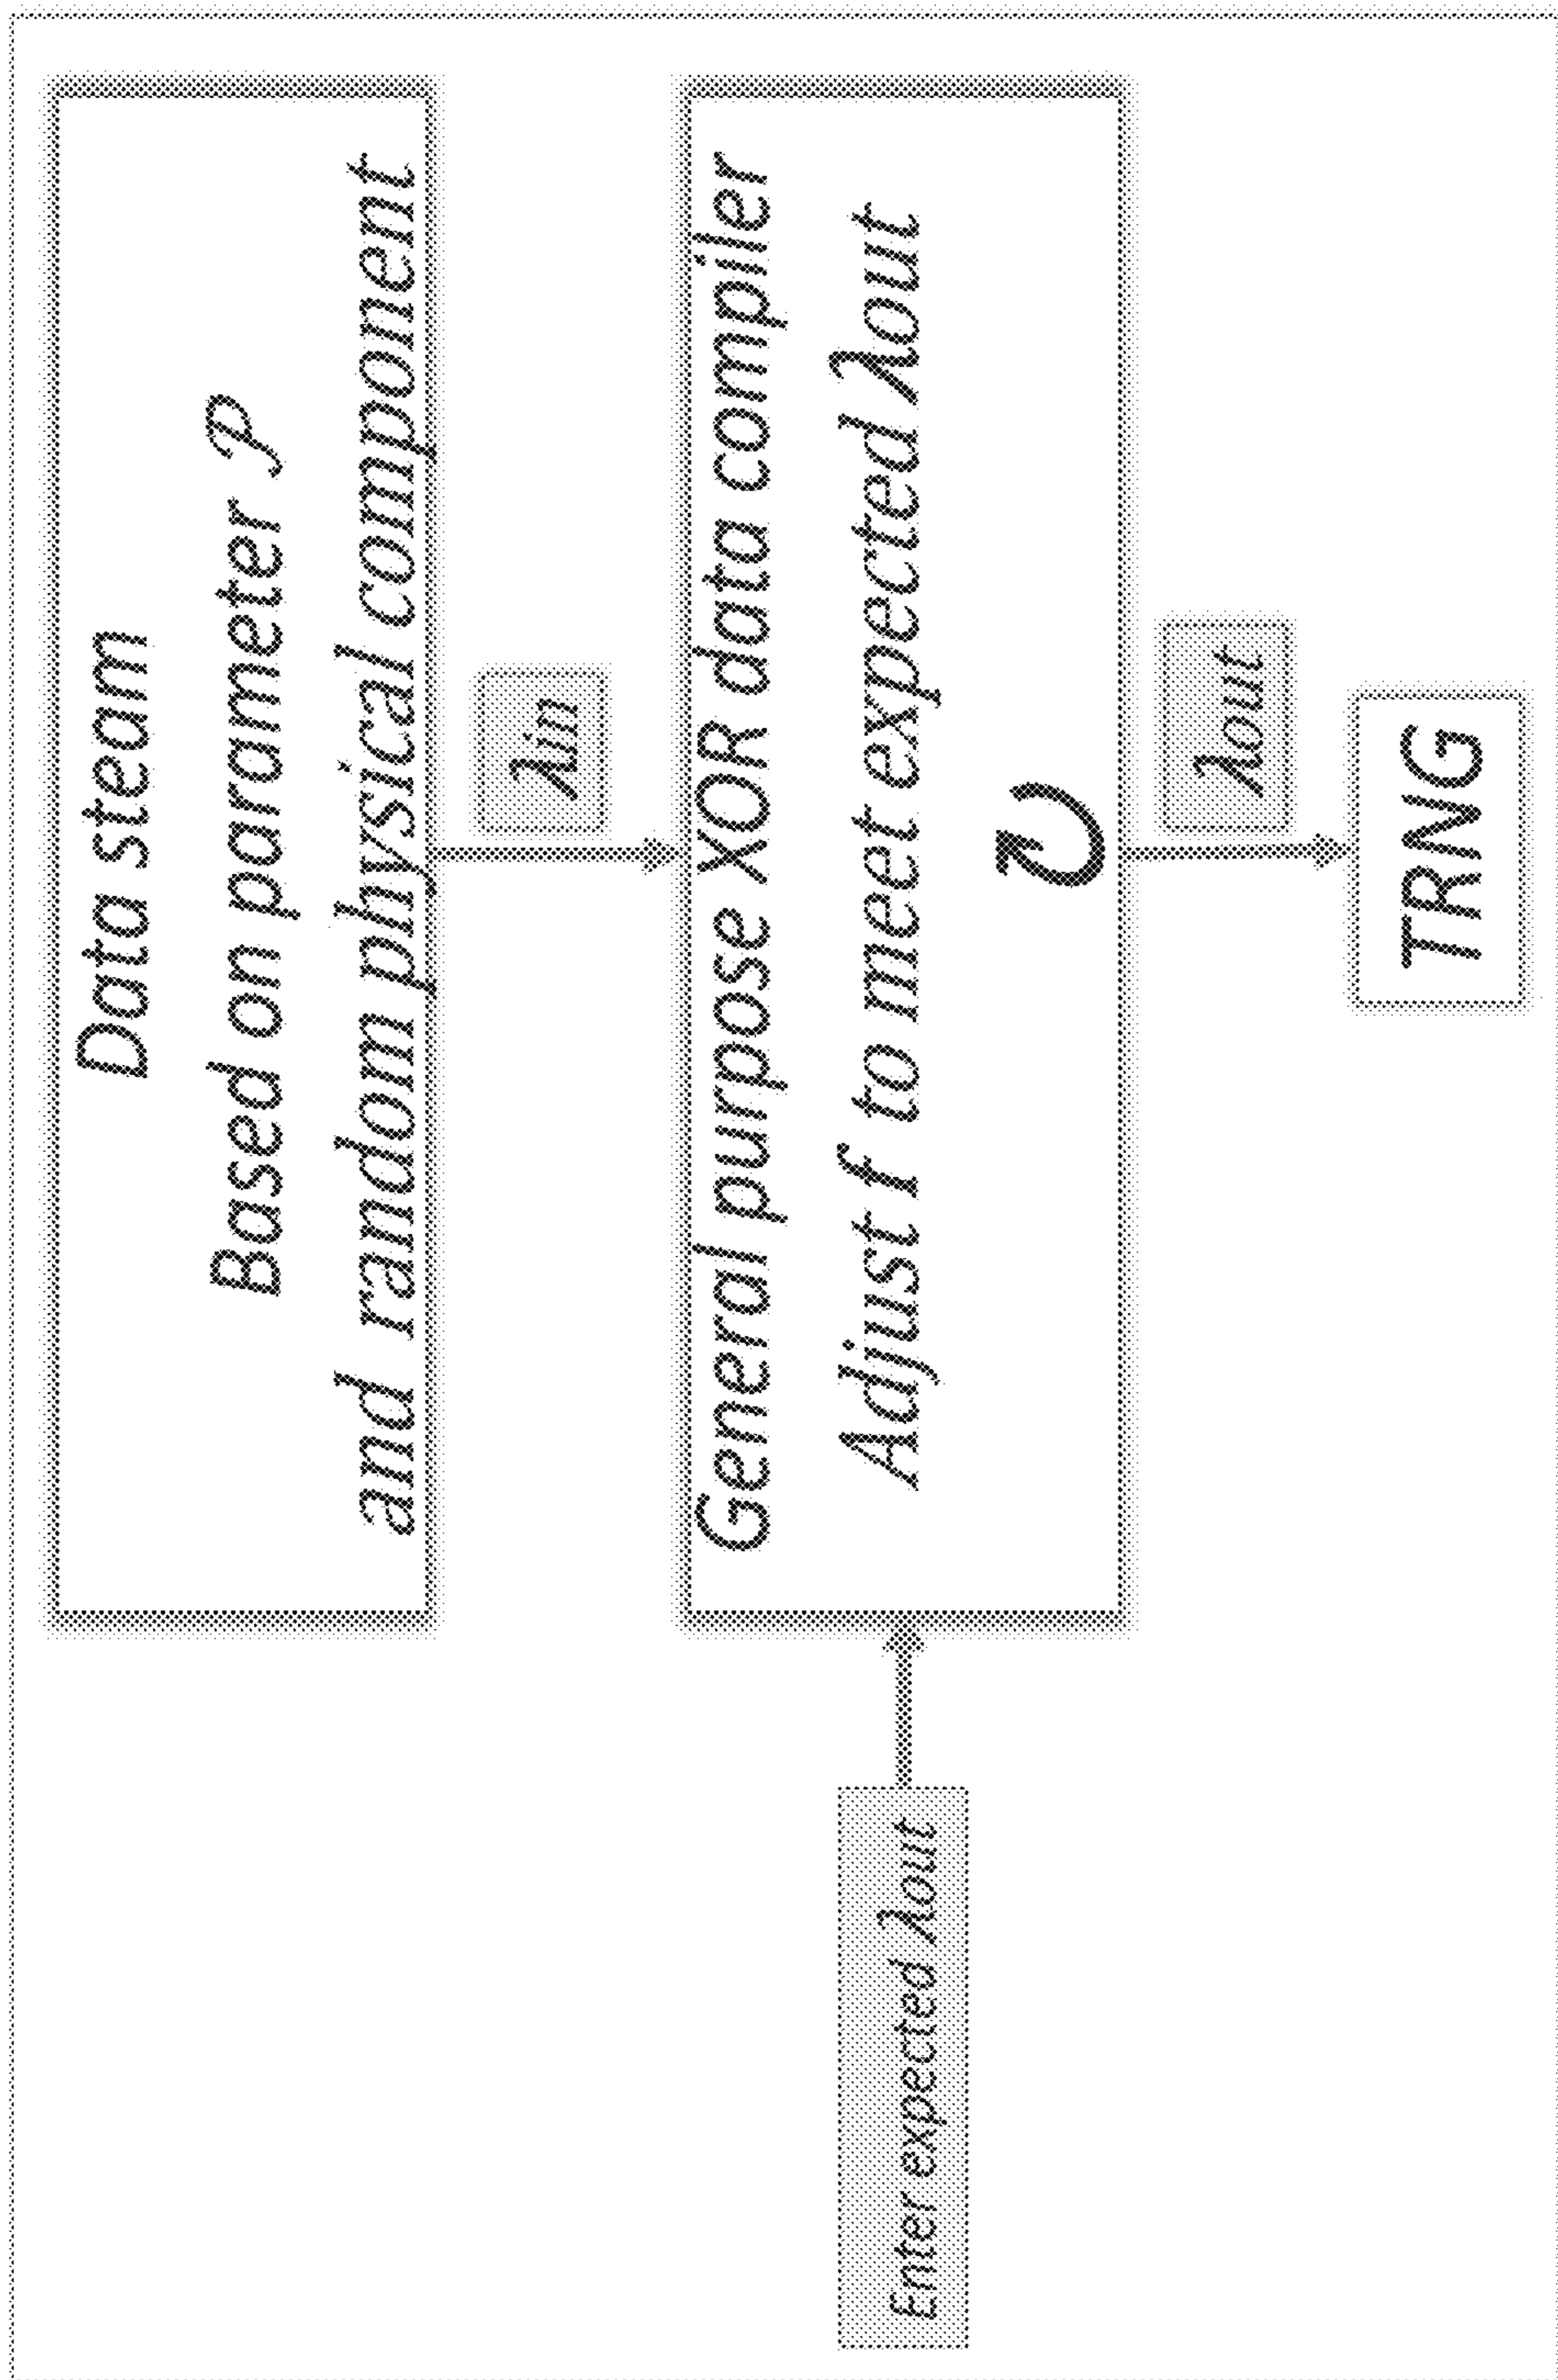 Data steam
Based on parameter 𝒫
and random physical component
λin
General purpose XOR data compiler
Adjust f to meet expected λout
Enter expected λout
λout
TRNG